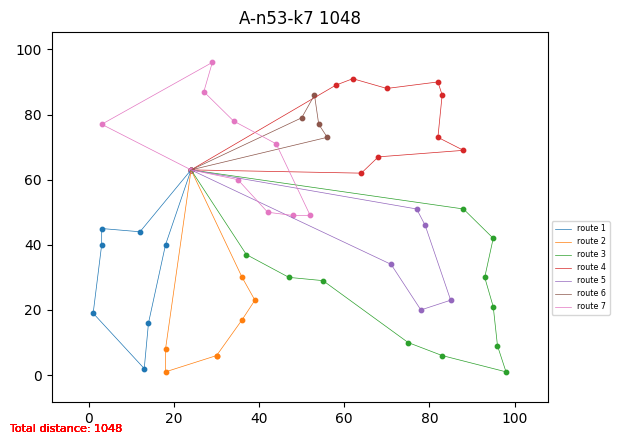 A-n53-k7 1048
100
80
60
40
20
0
0 20 40 60 80 100
route 1
route 2
route 3
route 4
route 5
route 6
route 7
Total distance: 1048